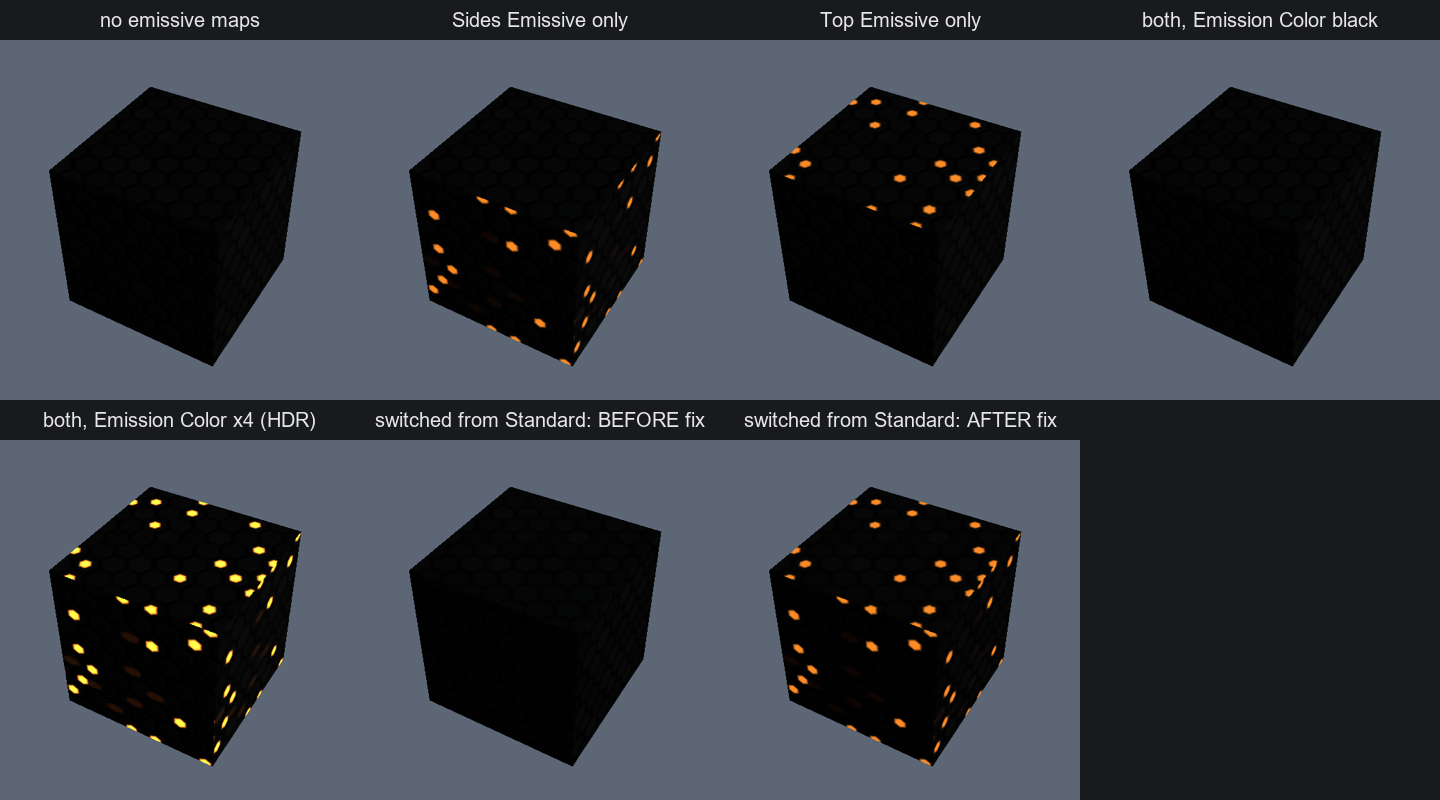 no emissive maps
Sides Emissive only
Top Emissive only
both, Emission Color black
both, Emission Color x4 (HDR)
switched from Standard: BEFORE fix
switched from Standard: AFTER fix